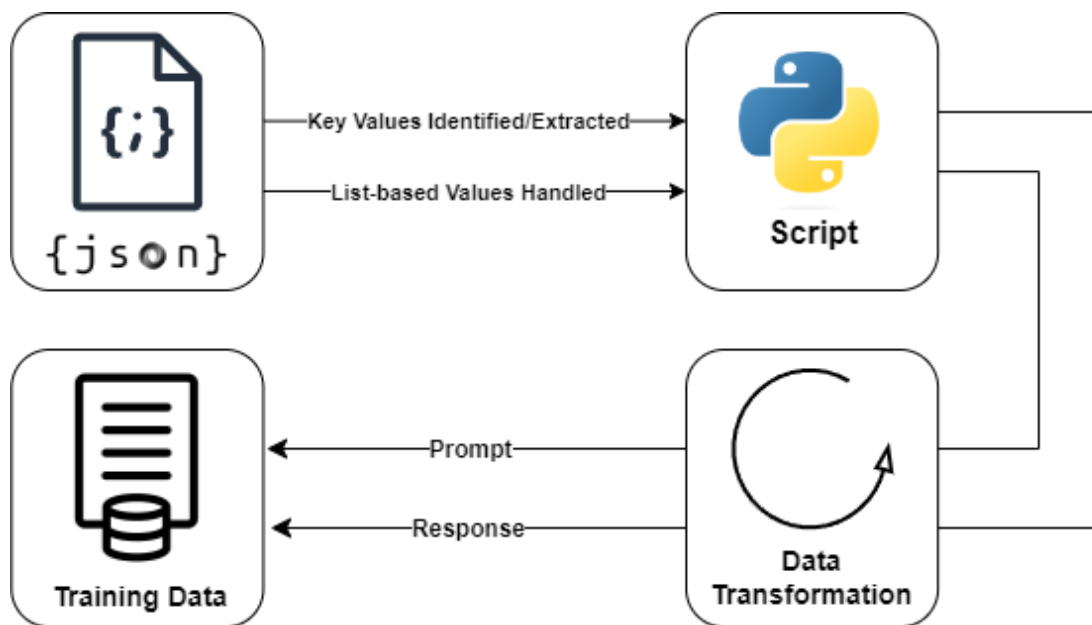 {;}
{json}
Key Values Identified/Extracted
List-based Values Handled
Script
Prompt
Response
Training Data
Data
Transformation